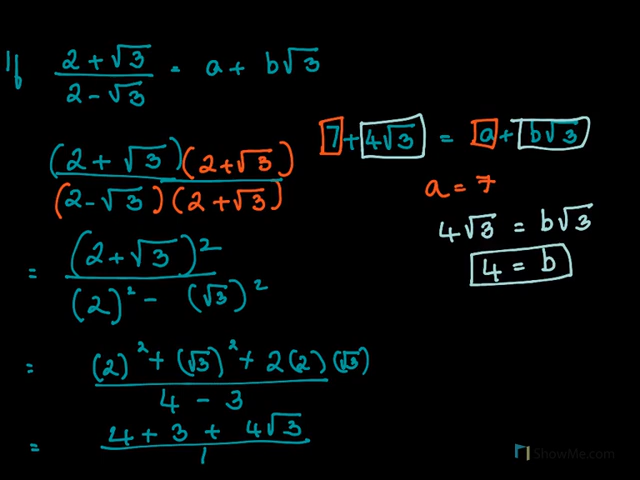 If (2 + √3)/(2 - √3) = a + b√3
(2 + √3)(2 + √3)/(2 - √3)(2 + √3)
= (2 + √3)²/(2)² - (√3)²
= (2)² + (√3)² + 2(2)(√3)/4 - 3
= 4 + 3 + 4√3/1
7 + 4√3 = a + b√3
a = 7
4√3 = b√3
4 = b
ShowMe.com